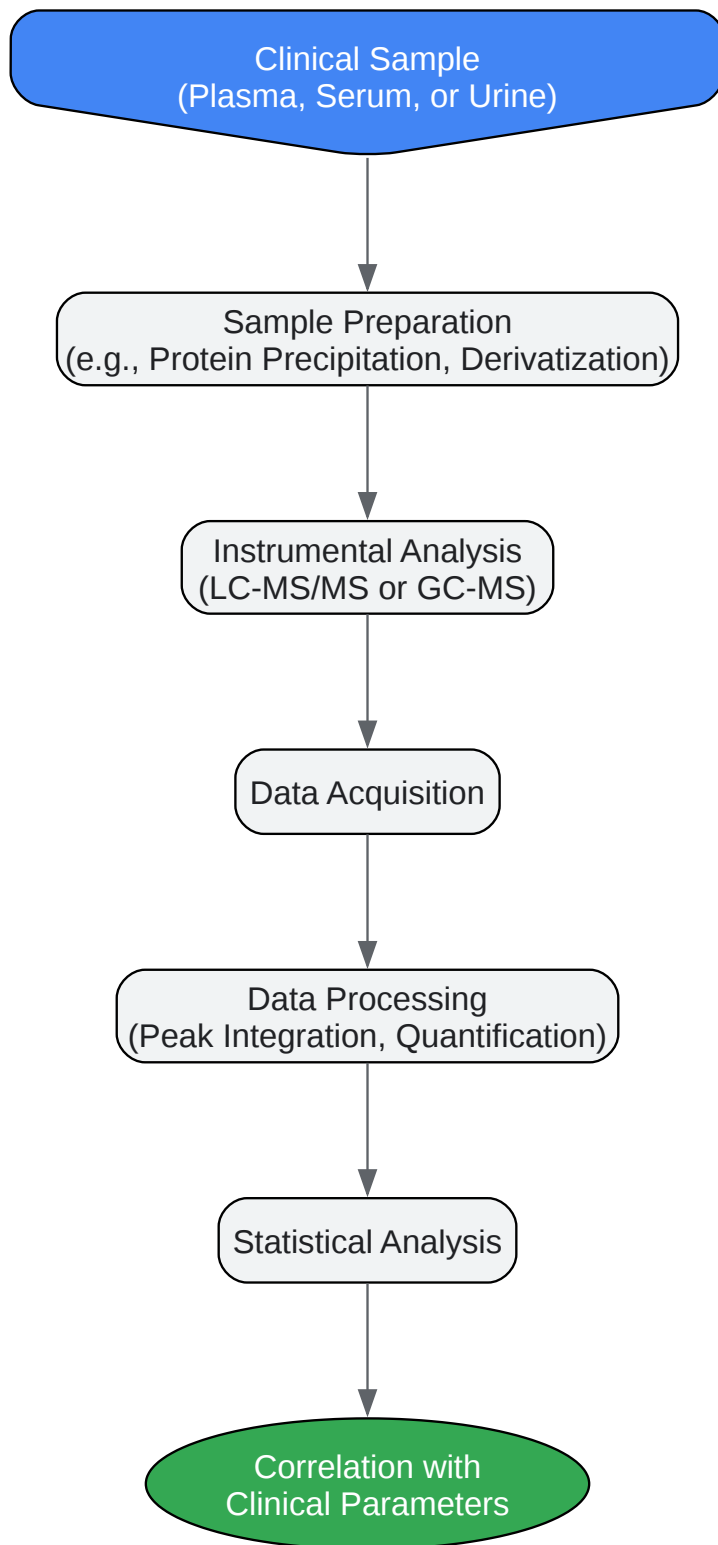 Clinical Sample
(Plasma, Serum, or Urine)
Sample Preparation
(e.g., Protein Precipitation, Derivatization)
Instrumental Analysis
(LC-MS/MS or GC-MS)
Data Acquisition
Data Processing
(Peak Integration, Quantification)
Statistical Analysis
Correlation with
Clinical Parameters